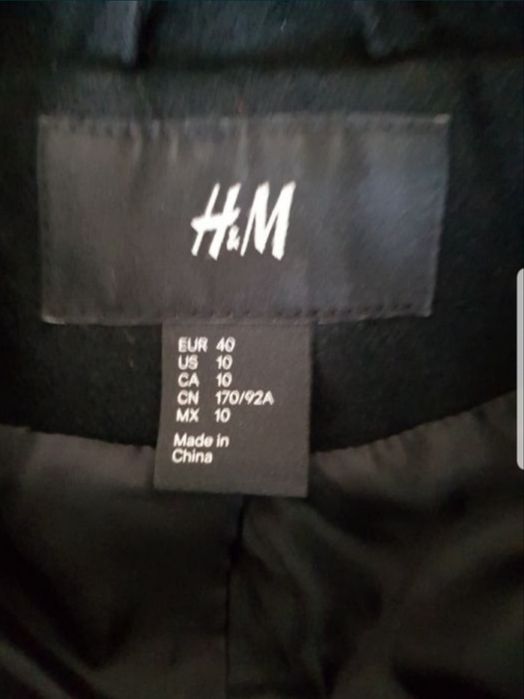 H&M
EUR 40
US 10
CA 10
CN 170/92A
MX 10
Made in
China